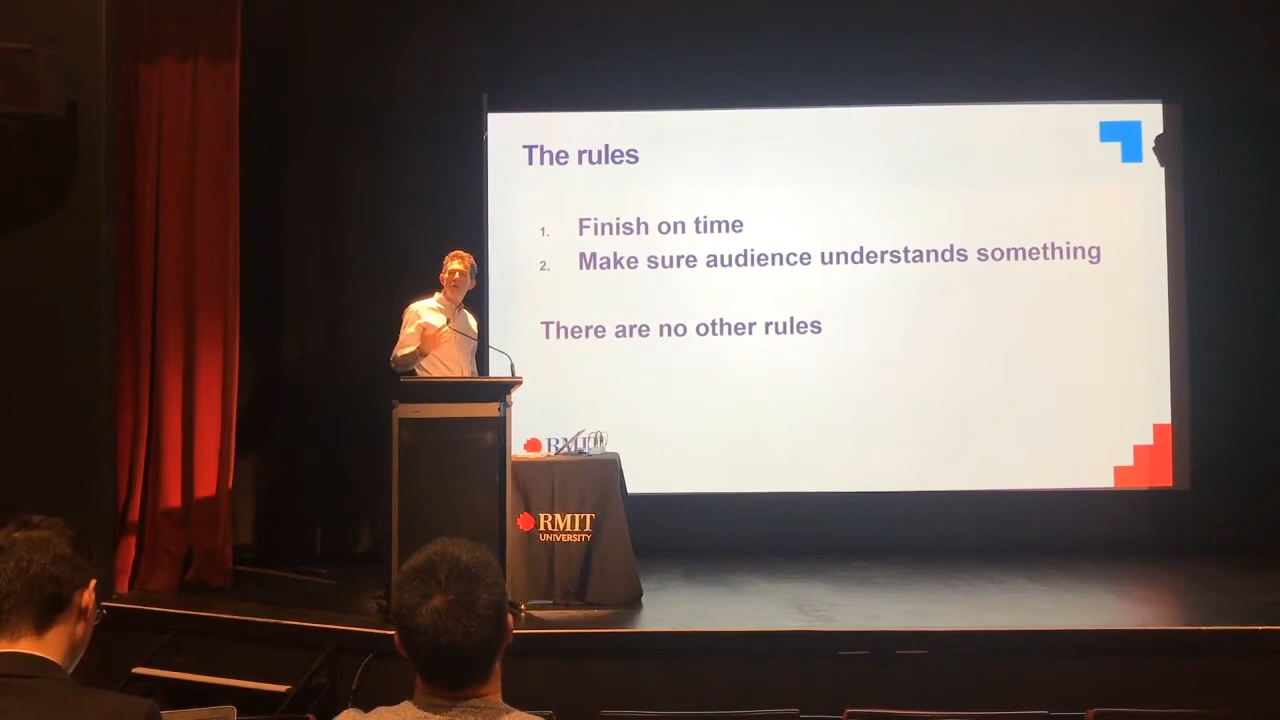 The rules
1. Finish on time
2. Make sure audience understands something
There are no other rules
RMIT
RMIT
UNIVERSITY